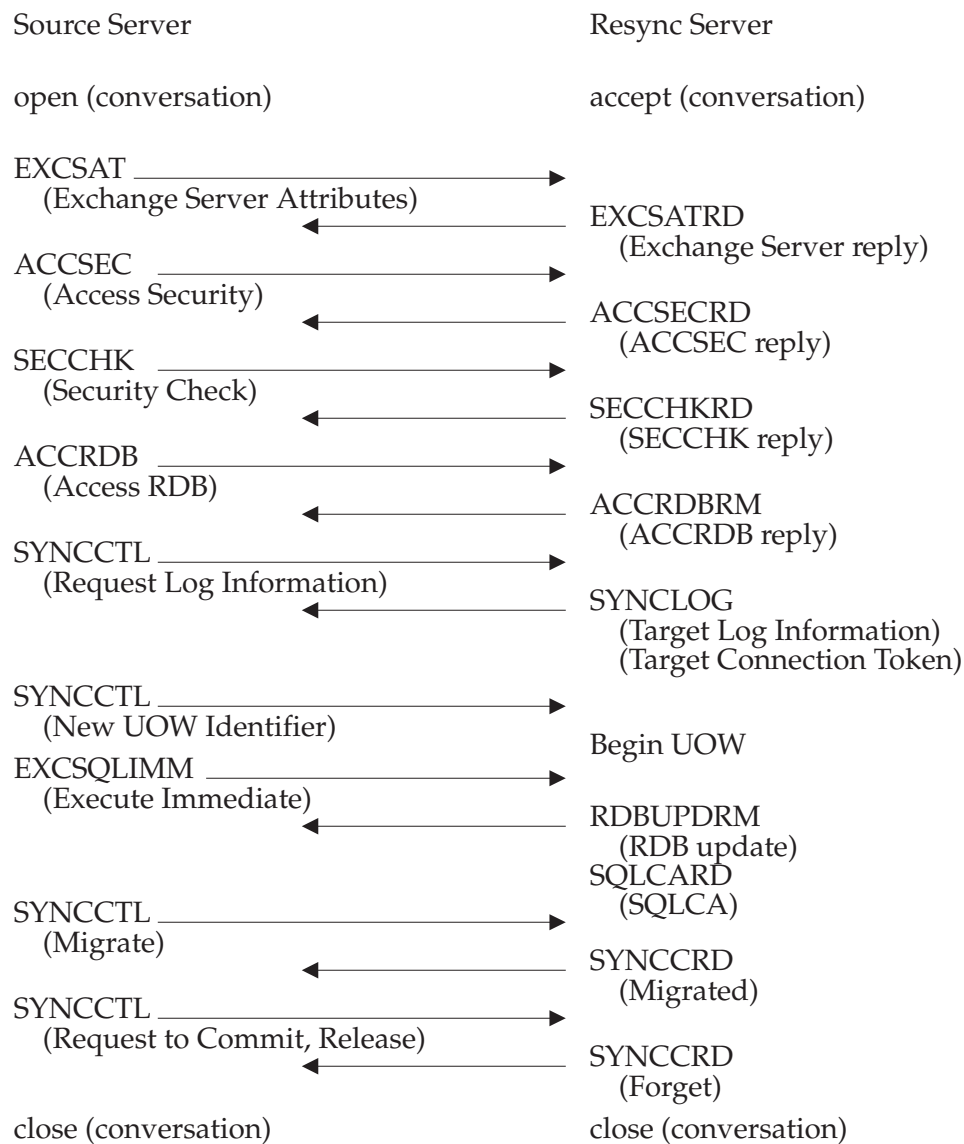 Source Server
Resync Server
open (conversation)
accept (conversation)
EXCSAT
(Exchange Server Attributes)
EXCSATRD
(Exchange Server reply)
ACCSEC
(Access Security)
ACCSECRD
(ACCSEC reply)
SECCHK
(Security Check)
SECCHKRD
(SECCHK reply)
ACCRDB
(Access RDB)
ACCRDBRM
(ACCRDB reply)
SYNCCTL
(Request Log Information)
SYNCLOG
(Target Log Information)
(Target Connection Token)
SYNCCTL
(New UOW Identifier)
Begin UOW
EXCSQLIMM
(Execute Immediate)
RDBUPDRM
(RDB update)
SQLCARD
(SQLCA)
SYNCCTL
(Migrate)
SYNCCRD
(Migrated)
SYNCCTL
(Request to Commit, Release)
SYNCCRD
(Forget)
close (conversation)
close (conversation)